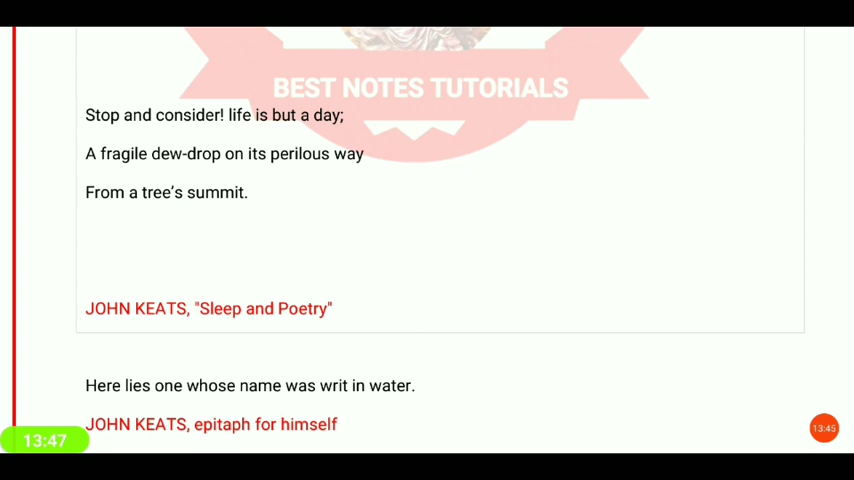 BEST NOTES TUTORIALS
Stop and consider! life is but a day;
A fragile dew-drop on its perilous way
From a tree's summit.
JOHN KEATS, "Sleep and Poetry"
Here lies one whose name was writ in water.
JOHN KEATS, epitaph for himself
13:47
13:45